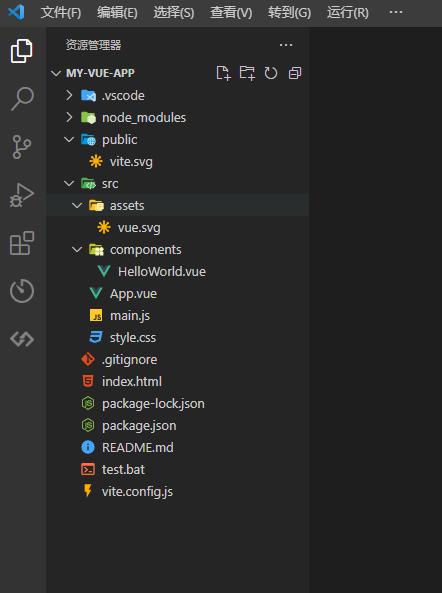 文件(F) 编辑(E) 选择(S) 查看(V) 转到(G) 运行(R) ···
资源管理器 ···
MY-VUE-APP
.vscode
node_modules
public
vite.svg
src
assets
vue.svg
components
HelloWorld.vue
App.vue
JS main.js
style.css
.gitignore
index.html
package-lock.json
package.json
README.md
test.bat
vite.config.js